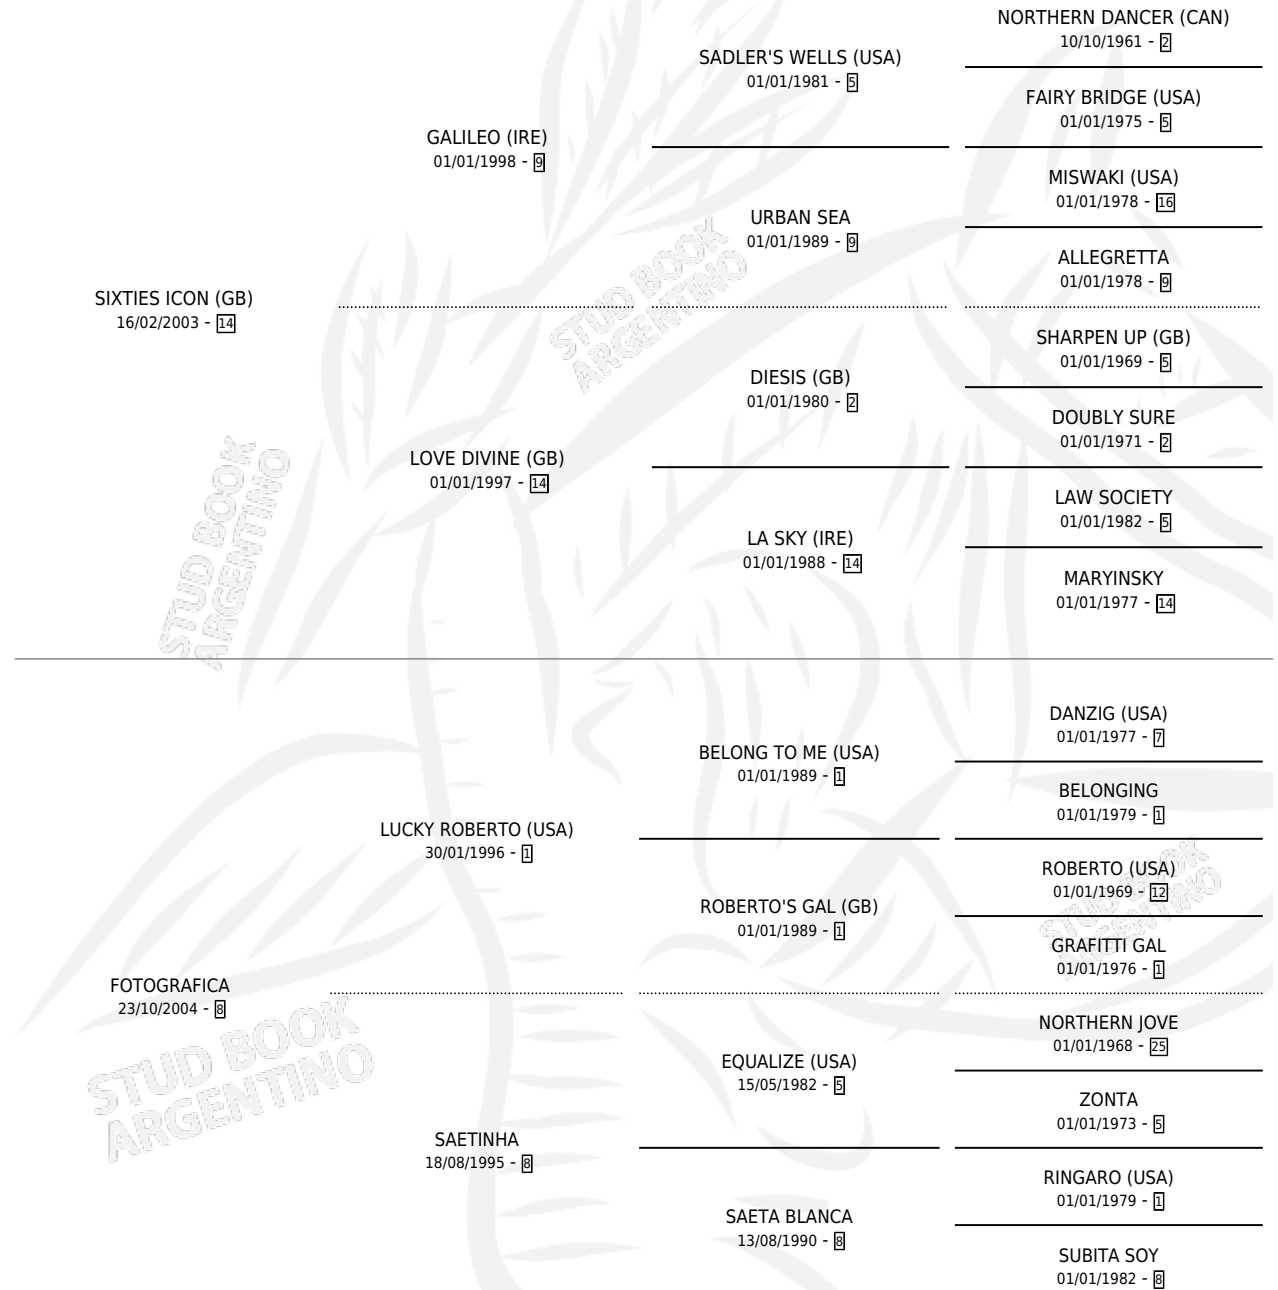 NORTHERN DANCER (CAN)
10/10/1961 - 2
SADLER'S WELLS (USA)
01/01/1981 - 5
FAIRY BRIDGE (USA)
01/01/1975 - 5
GALILEO (IRE)
01/01/1998 - 9
MISWAKI (USA)
01/01/1978 - 16
URBAN SEA
01/01/1989 - 9
ALLEGRETTA
01/01/1978 - 9
SIXTIES ICON (GB)
16/02/2003 - 14
SHARPEN UP (GB)
01/01/1969 - 5
DIESIS (GB)
01/01/1980 - 2
DOUBLY SURE
01/01/1971 - 2
LOVE DIVINE (GB)
01/01/1997 - 14
LAW SOCIETY
01/01/1982 - 5
LA SKY (IRE)
01/01/1988 - 14
MARYINSKY
01/01/1977 - 14
DANZIG (USA)
01/01/1977 - 7
BELONG TO ME (USA)
01/01/1989 - 1
BELONGING
01/01/1979 - 1
LUCKY ROBERTO (USA)
30/01/1996 - 1
ROBERTO (USA)
01/01/1969 - 12
ROBERTO'S GAL (GB)
01/01/1989 - 1
GRAFITTI GAL
01/01/1976 - 1
FOTOGRAFICA
23/10/2004 - 8
NORTHERN JOVE
01/01/1968 - 25
EQUALIZE (USA)
15/05/1982 - 5
ZONTA
01/01/1973 - 5
SAETINHA
18/08/1995 - 8
RINGARO (USA)
01/01/1979 - 1
SAETA BLANCA
13/08/1990 - 8
SUBITA SOY
01/01/1982 - 8
STUD BOOK
ARGENTINO
STUD BOOK
ARGENTINO
STUD BOOK
ARGENTINO
STUD BOOK
ARGENTINO